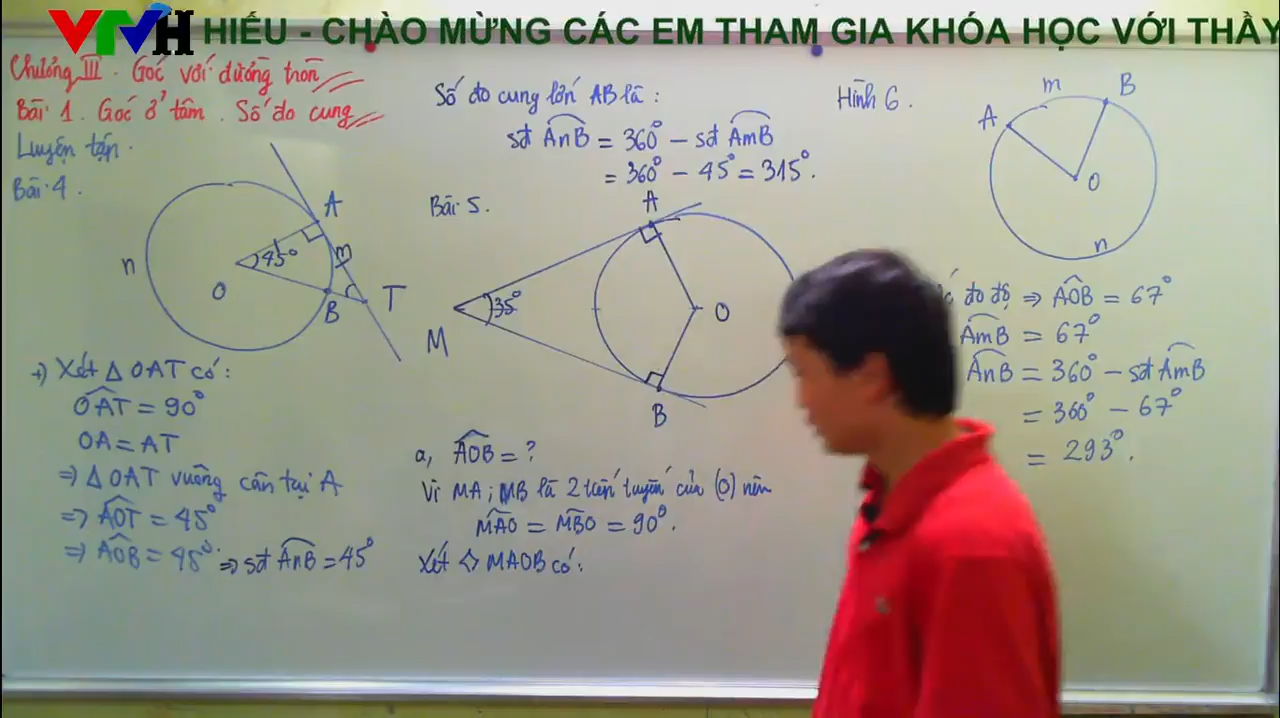 VTVH HIẾU - CHÀO MỪNG CÁC EM THAM GIA KHÓA HỌC VỚI THẦY
Chương III. Góc với đường tròn
Bài 1. Góc ở tâm. Số đo cung
Luyện tập.
Bài 4.
n
O
45°
A
m
B
T
+) Xét Δ OAT có:
OAT = 90°
OA = AT
⇒ Δ OAT vuông cân tại A
⇒ AOT = 45°
⇒ AOB = 45° ⇒ sđ AnB = 45°
Số đo cung lớn AB là:
sđ AnB = 360° - sđ AmB
= 360° - 45° = 315°.
Bài 5.
A
M
35°
O
B
a, AOB = ?
Vì MA; MB là 2 tiếp tuyến của (O) nên
MAO = MBO = 90°.
Xét ◇ MAOB có:
Hình 6.
A
m
B
O
n
đo độ ⇒ AOB = 67°
AmB = 67°
AnB = 360° - sđ AmB
= 360° - 67°
= 293°.